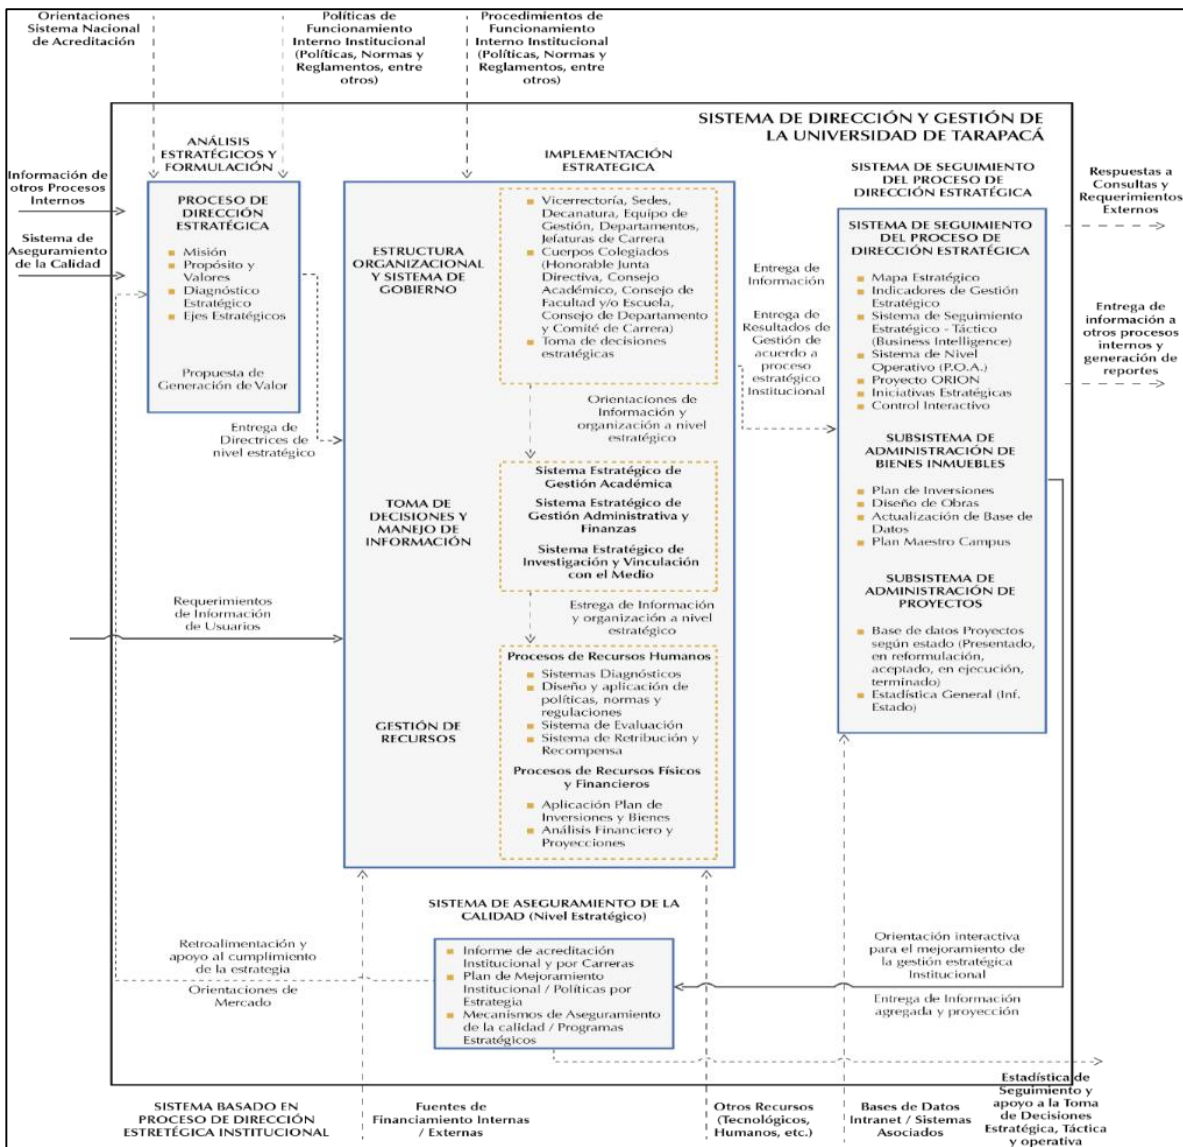 Orientaciones
Sistema Nacional
de Acreditación
Políticas de
Funcionamiento
Interno Institucional
(Políticas, Normas y
Reglamentos, entre
otros)
Procedimientos de
Funcionamiento
Interno Institucional
(Políticas, Normas y
Reglamentos, entre
otros)
SISTEMA DE DIRECCIÓN Y GESTIÓN DE
LA UNIVERSIDAD DE TARAPACÁ
Información de
otros Procesos
Internos
Sistema de
Aseguramiento
de la Calidad
ANÁLISIS
ESTRATÉGICOS Y
FORMULACIÓN
PROCESO DE
DIRECCIÓN
ESTRATÉGICA
Misión
Propósito y
Valores
Diagnóstico
Estratégico
Ejes Estratégicos
Propuesta de
Generación de Valor
Entrega de
Directrices de
nivel estratégico
Requerimientos
de Información
de Usuarios
IMPLEMENTACIÓN
ESTRATEGICA
ESTRUCTURA
ORGANIZACIONAL
Y SISTEMA DE
GOBIERNO
Vicerrectoría, Sedes,
Decanatura, Equipo de
Gestión, Departamentos,
Jefaturas de Carrera
Cuerpos Colegiados
(Honorable Junta
Directiva, Consejo
Académico, Consejo de
Facultad y/o Escuela,
Consejo de Departamento
y Comité de Carrera)
Toma de decisiones
estratégicas
Orientaciones de
Información y
organización a nivel
estratégico
TOMA DE
DECISIONES Y
MANEJO DE
INFORMACIÓN
Sistema Estratégico de
Gestión Académica
Sistema Estratégico de
Gestión Administrativa y
Finanzas
Sistema Estratégico de
Investigación y Vinculación
con el Medio
Estrega de Información
y organización a nivel
estratégico
GESTIÓN DE
RECURSOS
Procesos de Recursos Humanos
Sistemas Diagnósticos
Diseño y aplicación de
políticas, normas y
regulaciones
Sistema de Evaluación
Sistema de Retribución y
Recompensa
Procesos de Recursos Físicos
y Financieros
Aplicación Plan de
Inversiones y Bienes
Análisis Financiero y
Proyecciones
Entrega de
Información
Entrega de
Resultados de
Gestión de
acuerdo a
proceso
estratégico
Institucional
SISTEMA DE SEGUIMIENTO
DEL PROCESO DE
DIRECCIÓN ESTRATÉGICA
SISTEMA DE SEGUIMIENTO
DEL PROCESO DE
DIRECCIÓN ESTRATÉGICA
Mapa Estratégico
Indicadores de Gestión
Estratégico
Sistema de Seguimiento
Estratégico - Táctico
(Business Intelligence)
Sistema de Nivel
Operativo (P.O.A.)
Proyecto ORION
Iniciativas Estratégicas
Control Interactivo
SUBSISTEMA DE
ADMINISTRACIÓN DE
BIENES INMUEBLES
Plan de Inversiones
Diseño de Obras
Actualización de Base de
Datos
Plan Maestro Campus
SUBSISTEMA DE
ADMINISTRACIÓN DE
PROYECTOS
Base de datos Proyectos
según estado (Presentado,
en reformulación,
aceptado, en ejecución,
terminado)
Estadística General (Inf.
Estado)
Respuestas a
Consultas y
Requerimientos
Externos
Entrega de
información a
otros procesos
internos y
generación de
reportes
SISTEMA DE ASEGURAMIENTO DE LA
CALIDAD (Nivel Estratégico)
Informe de acreditación
Institucional y por Carreras
Plan de Mejoramiento
Institucional / Políticas por
Estrategia
Mecanismos de Aseguramiento
de la calidad / Programas
Estratégicos
Retroalimentación y
apoyo al cumplimiento
de la estrategia
Orientaciones de
Mercado
Orientación interactiva
para el mejoramiento de
la gestión estratégica
Institucional
Entrega de Información
agregada y proyección
SISTEMA BASADO EN
PROCESO DE DIRECCIÓN
ESTRETÉGICA INSTITUCIONAL
Fuentes de
Financiamiento Internas
/ Externas
Otros Recursos
(Tecnológicos,
Humanos, etc.)
Bases de Datos
Intranet / Sistemas
Asociados
Estadística de
Seguimiento y
apoyo a la Toma
de Decisiones
Estratégica, Táctica
y operativa